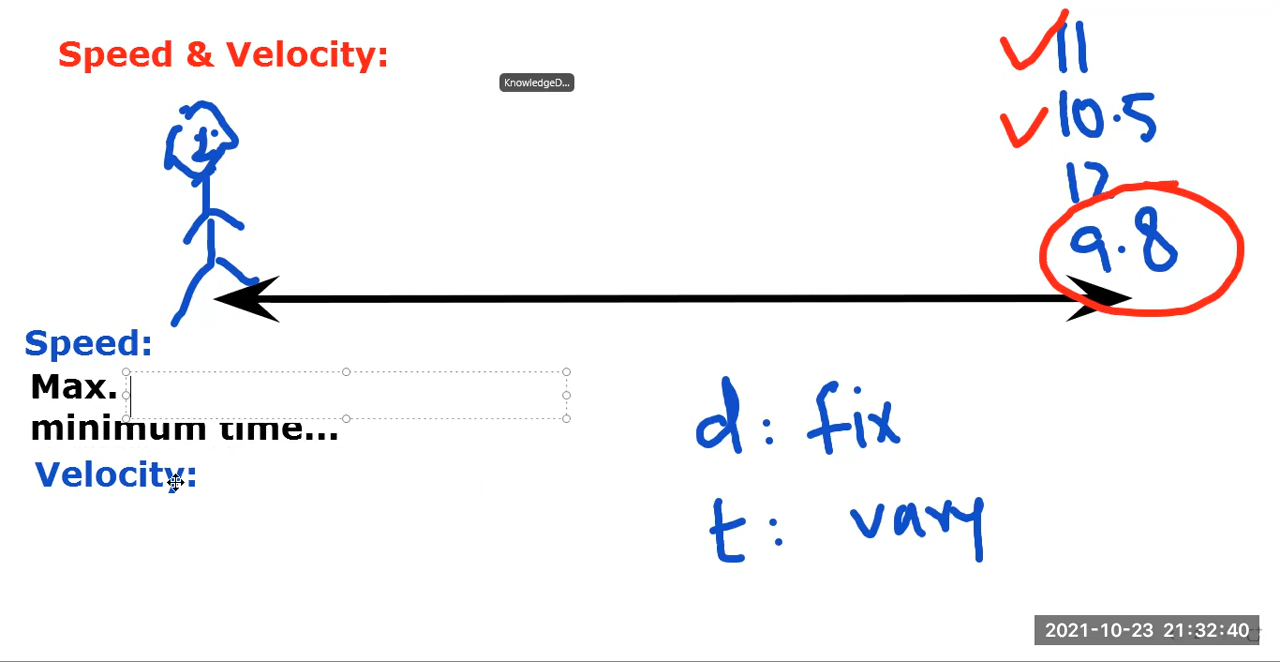 Speed & Velocity:
KnowledgeD...
11
10.5
12
9.8
Speed:
Max.
minimum time...
Velocity:
d: fix
t: vary
2021-10-23 21:32:40